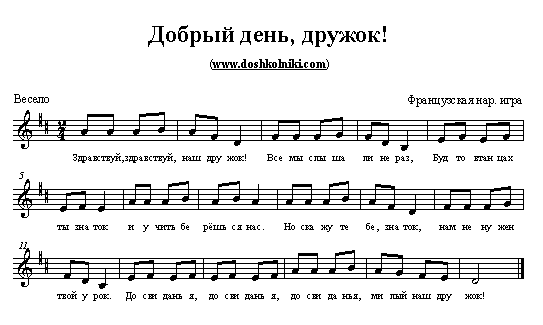 Добрый день, дружок!
(www.doshkolniki.com)
Весело Французская нар. игра
2 4
Здравствуй, здравствуй, наш дру жок! Все мы слы ша ли не раз, Буд то в тан цах
5
ты зна ток и у чить бе рёшь ся нас. Но ска жу те бе, зна ток, нам не ну жен
11
твой у рок. До сви дань я, до сви дань я, до сви да нья, ми лый наш дру жок!